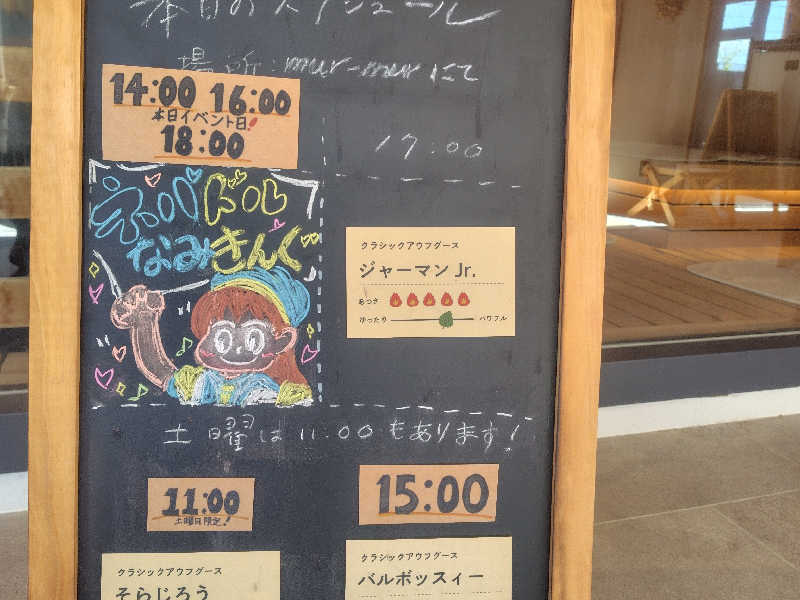 本日のスケジュール
場所:mur-murにて
14:00 16:00
本日イベント日!
18:00
17:00
ネパドル
なみきんぐ
クラシックアウフグース
ジャーマン Jr.
あつさ
ゆったり パワフル
土曜は11:00もあります!
11:00
土曜日限定!
15:00
クラシックアウフグース
そらじろう
クラシックアウフグース
バルボッスィー